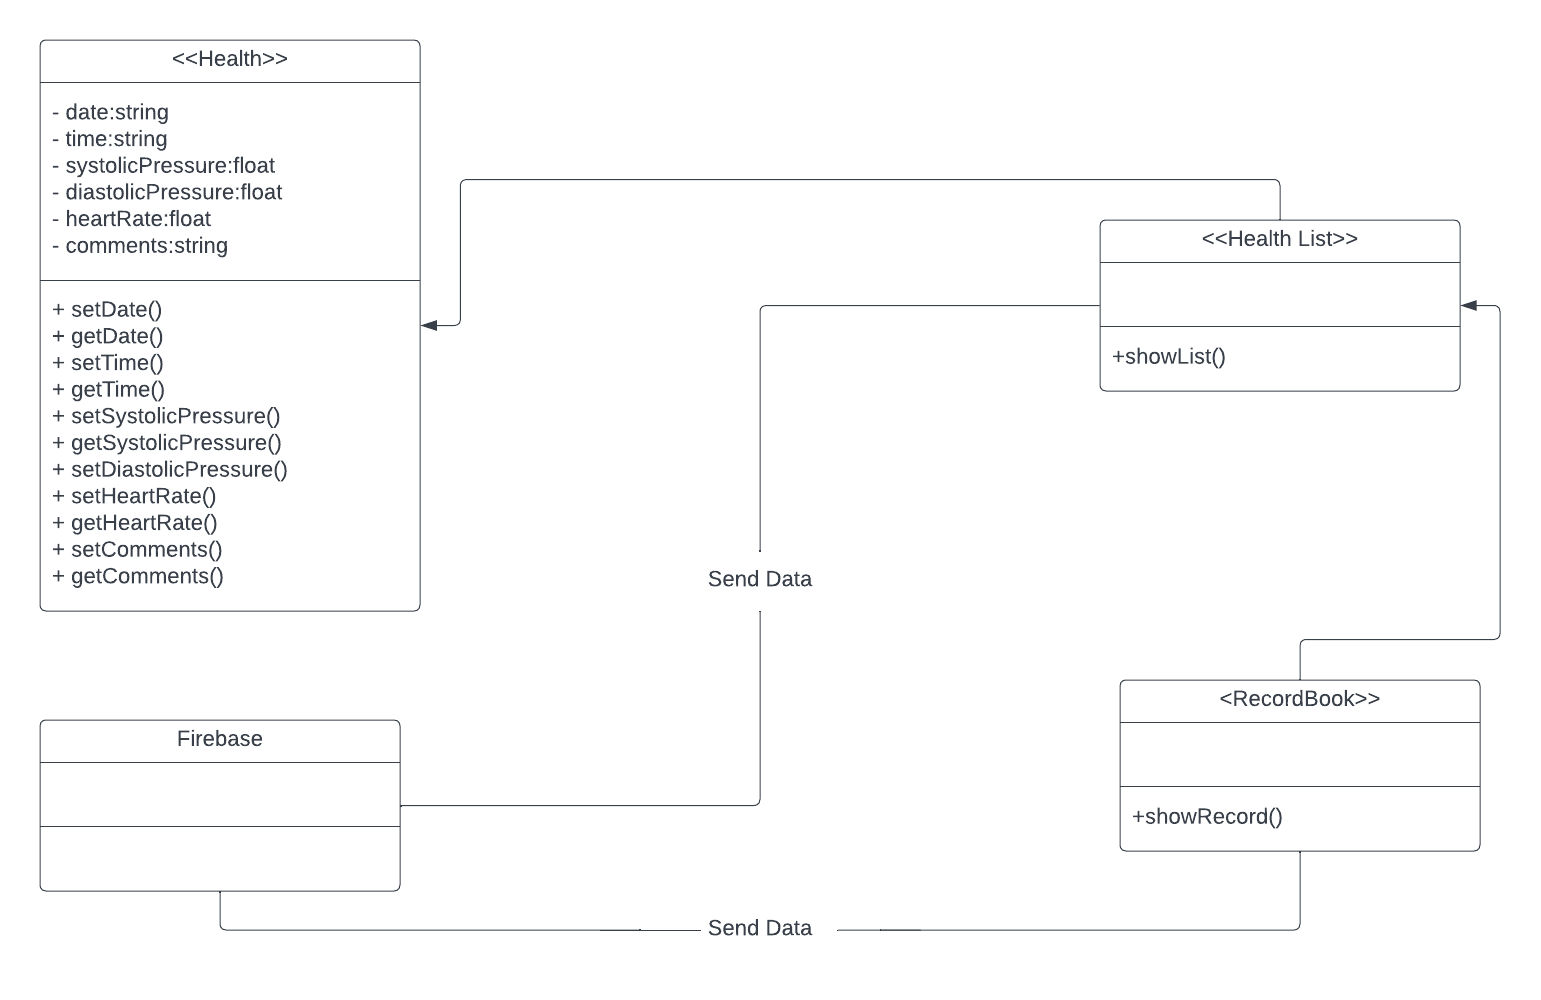 <<Health>>
- date:string
- time:string
- systolicPressure:float
- diastolicPressure:float
- heartRate:float
- comments:string
+ setDate()
+ getDate()
+ setTime()
+ getTime()
+ setSystolicPressure()
+ getSystolicPressure()
+ setDiastolicPressure()
+ setHeartRate()
+ getHeartRate()
+ setComments()
+ getComments()
<<Health List>>
+showList()
Send Data
<RecordBook>>
+showRecord()
Firebase
Send Data